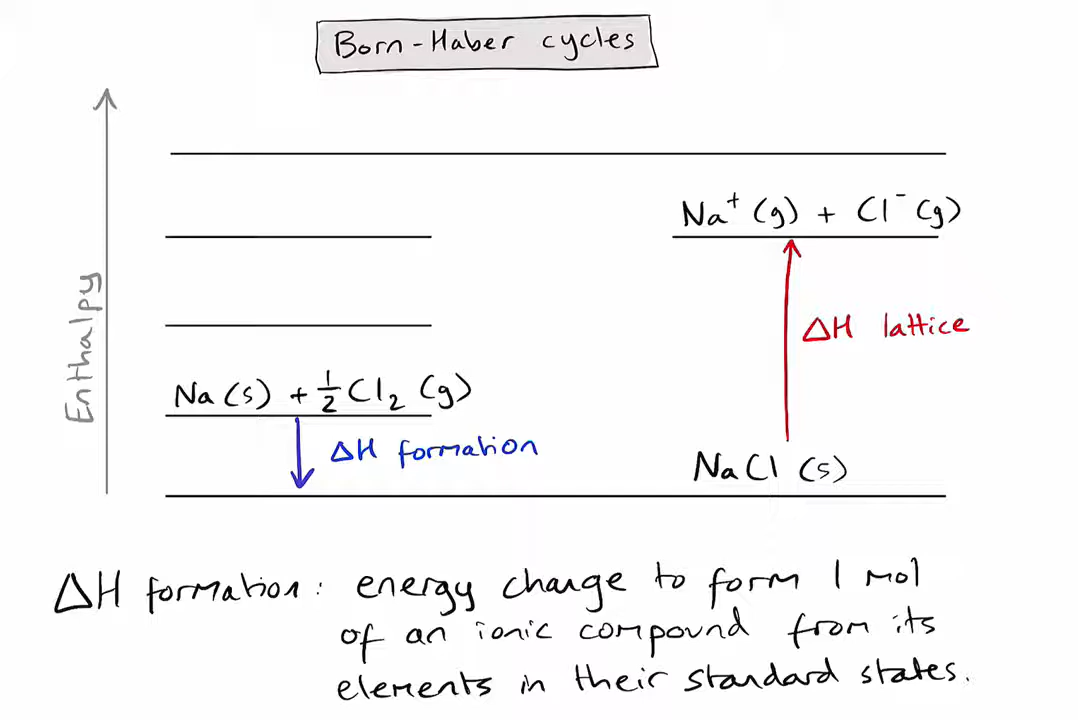 Born-Haber cycles
Enthalpy
Na⁺ (g) + Cl⁻ (g)
ΔH lattice
Na (s) + ½ Cl₂ (g)
ΔH formation
NaCl (s)
ΔH formation: energy change to form 1 mol
of an ionic compound from its
elements in their standard states.